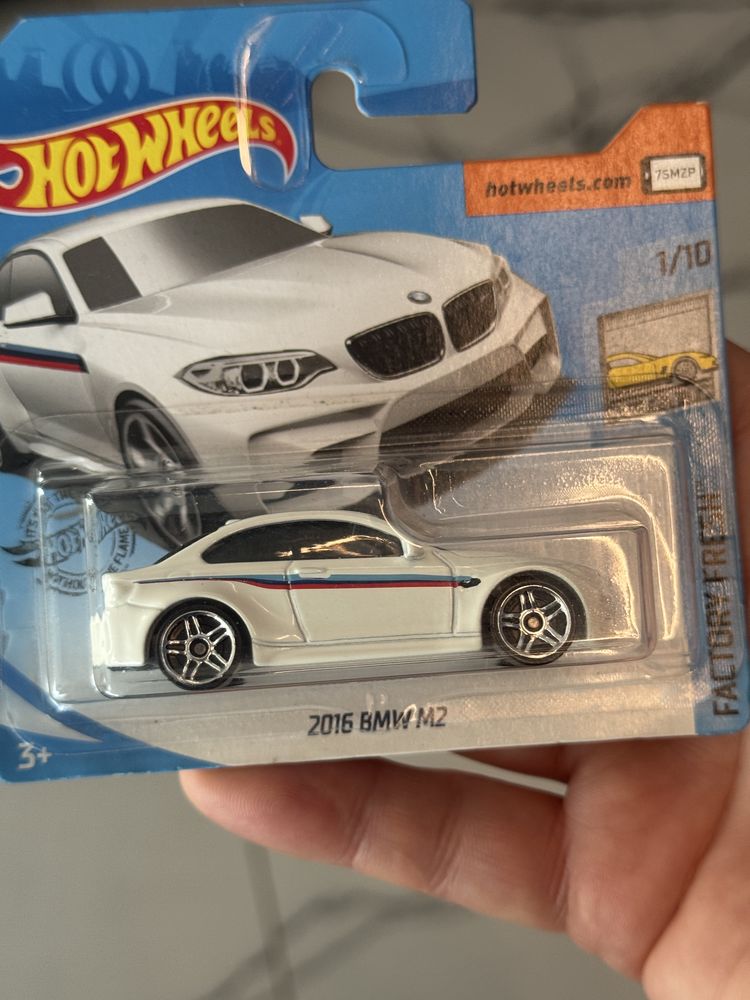 HOT WHEELS
hotwheels.com
75MZP
1/10
FACTORY FRESH
2016 BMW M2
3+